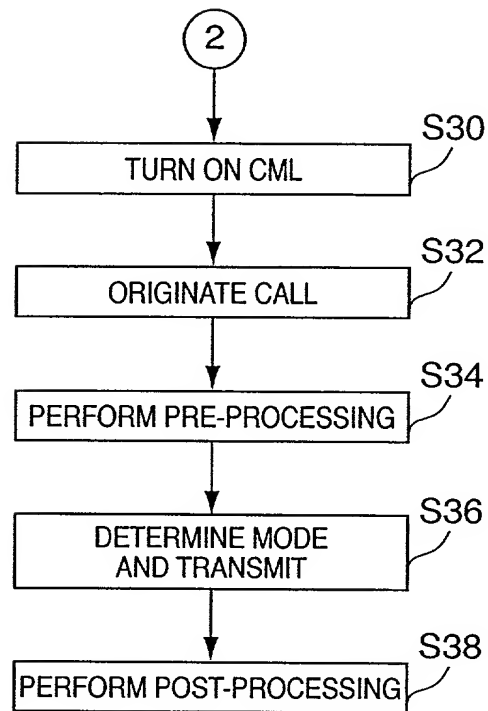 2
S30
TURN ON CML
S32
ORIGINATE CALL
S34
PERFORM PRE-PROCESSING
S36
DETERMINE MODE
AND TRANSMIT
S38
PERFORM POST-PROCESSING